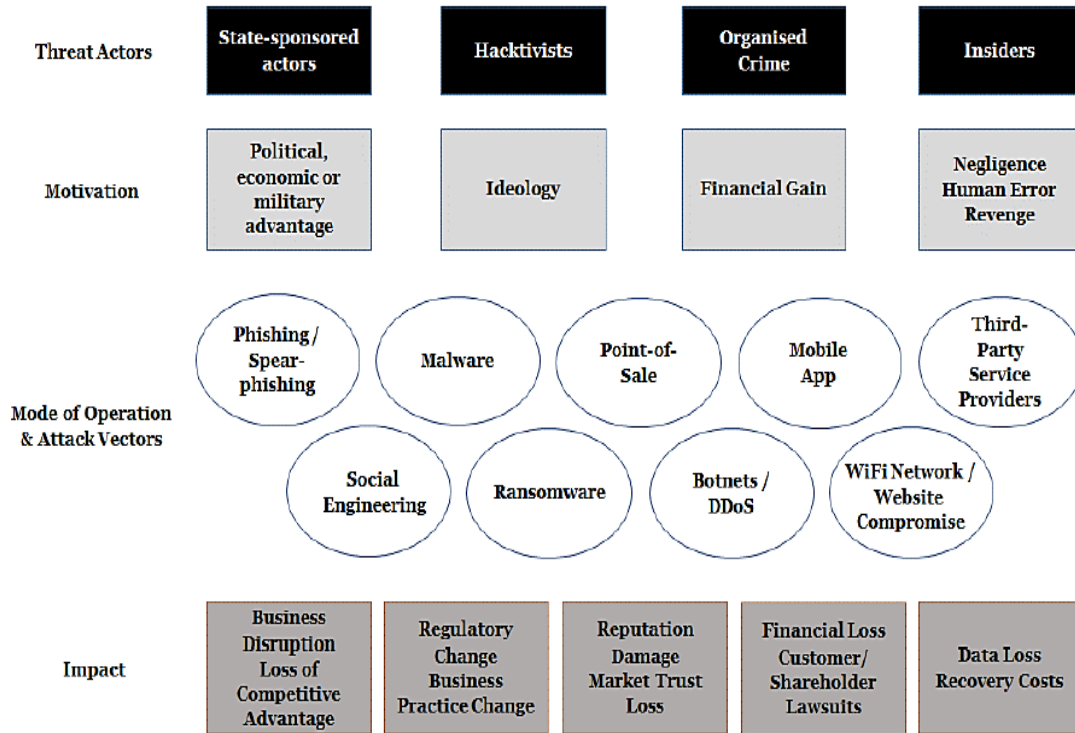 Threat Actors
State-sponsored
actors
Hacktivists
Organised
Crime
Insiders
Motivation
Political,
economic or
military
advantage
Ideology
Financial Gain
Negligence
Human Error
Revenge
Mode of Operation
& Attack Vectors
Phishing /
Spear-
phishing
Malware
Point-of-
Sale
Mobile
App
Third-
Party
Service
Providers
Social
Engineering
Ransomware
Botnets /
DDoS
WiFi Network /
Website
Compromise
Impact
Business
Disruption
Loss of
Competitive
Advantage
Regulatory
Change
Business
Practice Change
Reputation
Damage
Market Trust
Loss
Financial Loss
Customer/
Shareholder
Lawsuits
Data Loss
Recovery Costs